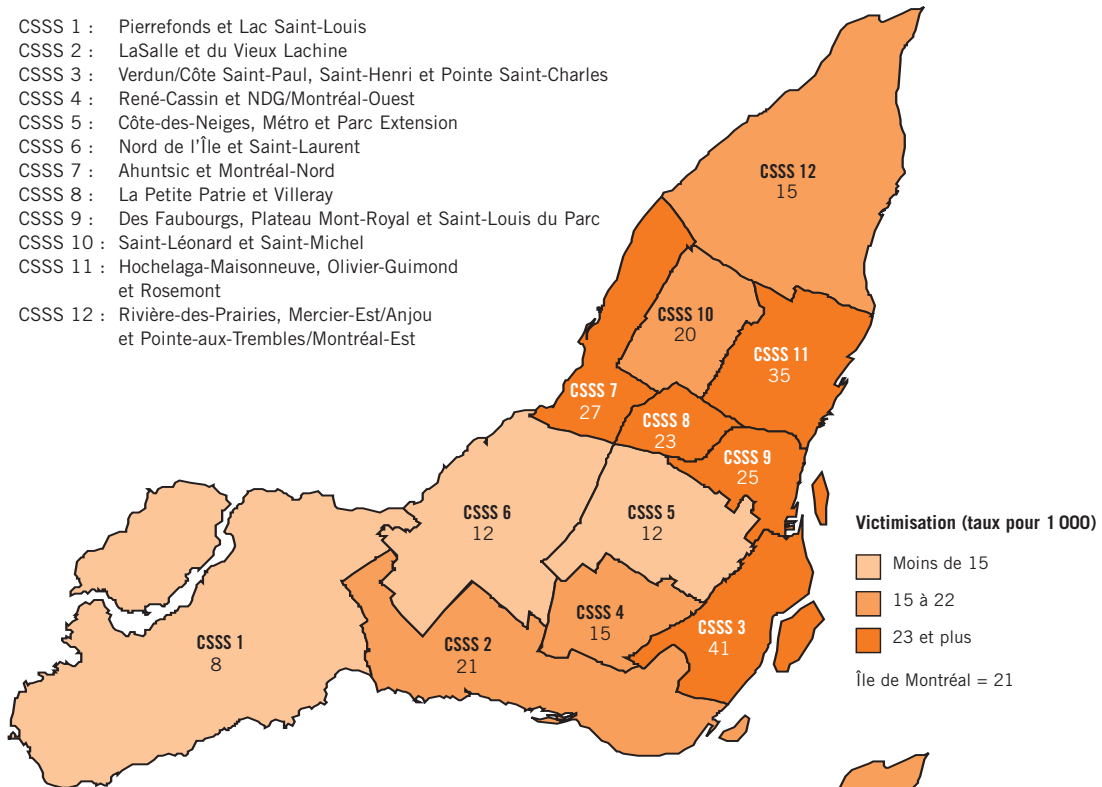 CSSS 1 : Pierrefonds et Lac Saint-Louis
CSSS 2 : LaSalle et du Vieux Lachine
CSSS 3 : Verdun/Côte Saint-Paul, Saint-Henri et Pointe Saint-Charles
CSSS 4 : René-Cassin et NDG/Montréal-Ouest
CSSS 5 : Côte-des-Neiges, Métro et Parc Extension
CSSS 6 : Nord de l'Île et Saint-Laurent
CSSS 7 : Ahuntsic et Montréal-Nord
CSSS 8 : La Petite Patrie et Villeray
CSSS 9 : Des Faubourgs, Plateau Mont-Royal et Saint-Louis du Parc
CSSS 10 : Saint-Léonard et Saint-Michel
CSSS 11 : Hochelaga-Maisonneuve, Olivier-Guimond
et Rosemont
CSSS 12 : Rivière-des-Prairies, Mercier-Est/Anjou
et Pointe-aux-Trembles/Montréal-Est
CSSS 12
15
CSSS 10
20
CSSS 11
35
CSSS 7
27
CSSS 8
23
CSSS 9
25
CSSS 6
12
CSSS 5
12
CSSS 4
15
CSSS 3
41
CSSS 2
21
CSSS 1
8
Victimisation (taux pour 1 000)
Moins de 15
15 à 22
23 et plus
Île de Montréal = 21